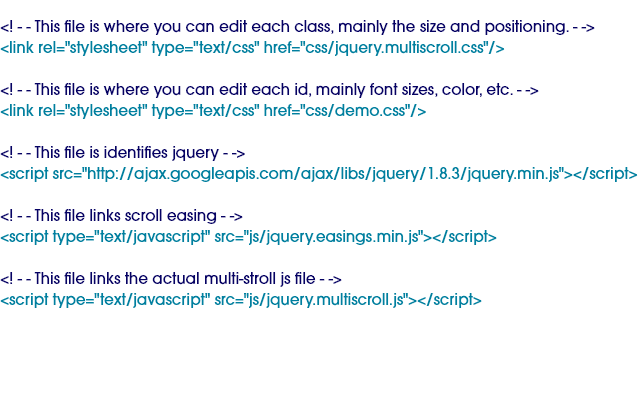 <! - - This file is where you can edit each class, mainly the size and positioning. - ->
<link rel="stylesheet" type="text/css" href="css/jquery.multiscroll.css"/>
<! - - This file is where you can edit each id, mainly font sizes, color, etc. - ->
<link rel="stylesheet" type="text/css" href="css/demo.css"/>
<! - - This file is identifies jquery - ->
<script src="http://ajax.googleapis.com/ajax/libs/jquery/1.8.3/jquery.min.js"></script>
<! - - This file links scroll easing - ->
<script type="text/javascript" src="js/jquery.easings.min.js"></script>
<! - - This file links the actual multi-stroll js file - ->
<script type="text/javascript" src="js/jquery.multiscroll.js"></script>